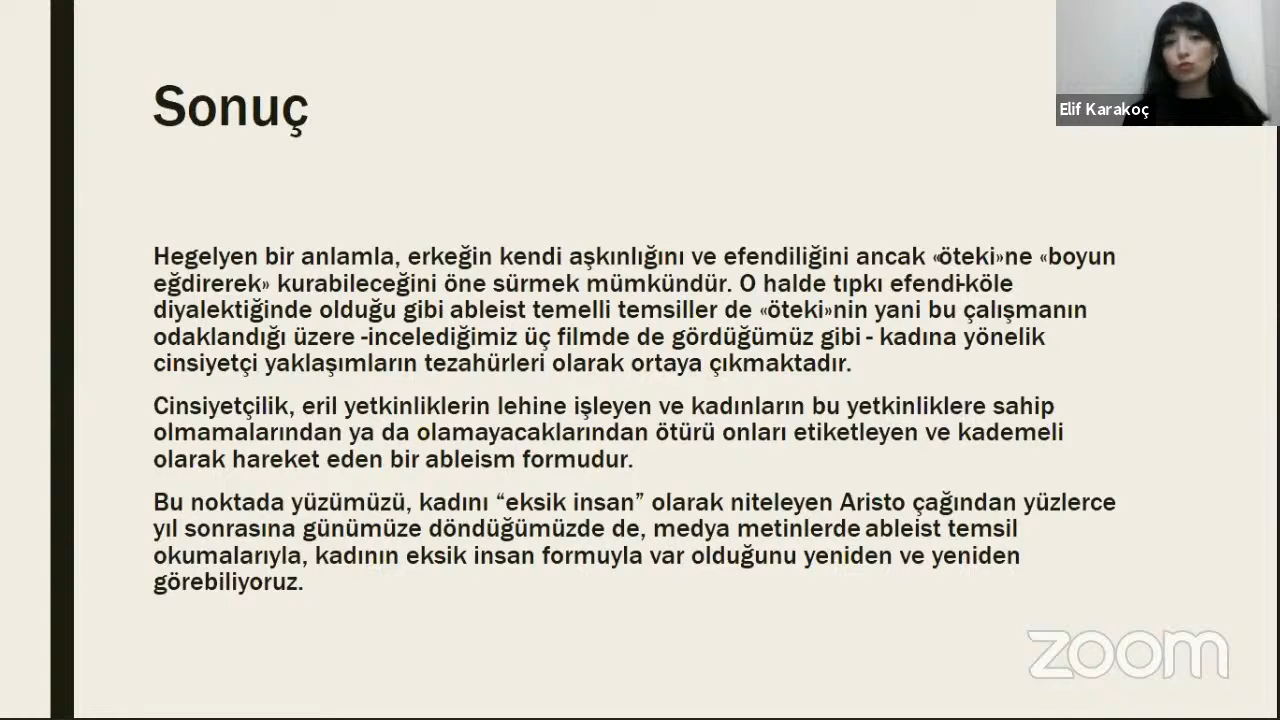 Sonuç
Elif Karakoç
Hegelyen bir anlamla, erkeğin kendi aşkınlığını ve efendiliğini ancak «öteki»ne «boyun
eğdirerek» kurabileceğini öne sürmek mümkündür. O halde tıpkı efendi-köle
diyalektiğinde olduğu gibi ableist temelli temsiller de «öteki»nin yani bu çalışmanın
odaklandığı üzere -incelediğimiz üç filmde de gördüğümüz gibi - kadına yönelik
cinsiyetçi yaklaşımların tezahürleri olarak ortaya çıkmaktadır.
Cinsiyetçilik, eril yetkinliklerin lehine işleyen ve kadınların bu yetkinliklere sahip
olmamalarından ya da olamayacaklarından ötürü onları etiketleyen ve kademeli
olarak hareket eden bir ableism formudur.
Bu noktada yüzümüzü, kadını “eksik insan” olarak niteleyen Aristo çağından yüzlerce
yıl sonrasına günümüze döndüğümüzde de, medya metinlerde ableist temsil
okumalarıyla, kadının eksik insan formuyla var olduğunu yeniden ve yeniden
görebiliyoruz.
zoom